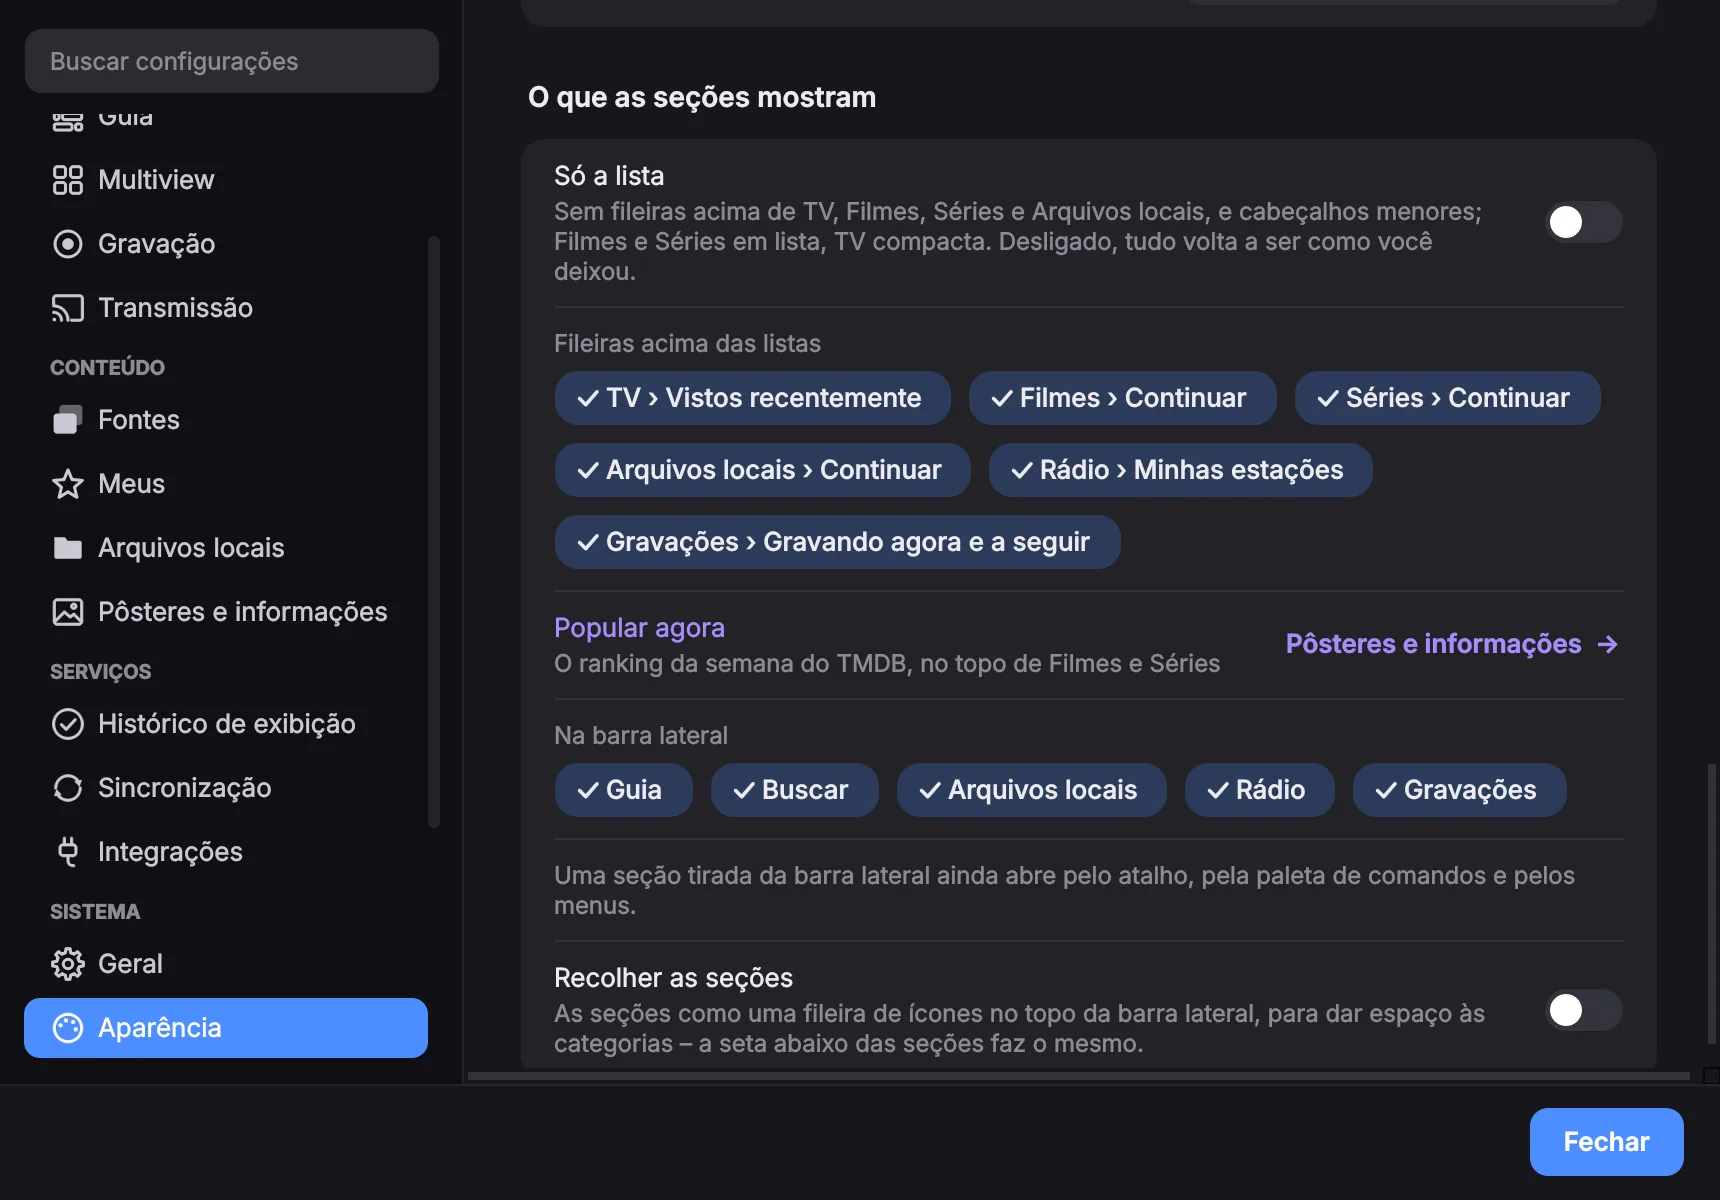 Buscar configurações
Guia
Multiview
Gravação
Transmissão
CONTEÚDO
Fontes
Meus
Arquivos locais
Pôsteres e informações
SERVIÇOS
Histórico de exibição
Sincronização
Integrações
SISTEMA
Geral
Aparência
O que as seções mostram
Só a lista
Sem fileiras acima de TV, Filmes, Séries e Arquivos locais, e cabeçalhos menores;
Filmes e Séries em lista, TV compacta. Desligado, tudo volta a ser como você
deixou.
Fileiras acima das listas
TV › Vistos recentemente
Filmes › Continuar
Séries › Continuar
Arquivos locais › Continuar
Rádio › Minhas estações
Gravações › Gravando agora e a seguir
Popular agora
O ranking da semana do TMDB, no topo de Filmes e Séries
Pôsteres e informações →
Na barra lateral
Guia
Buscar
Arquivos locais
Rádio
Gravações
Uma seção tirada da barra lateral ainda abre pelo atalho, pela paleta de comandos e pelos
menus.
Recolher as seções
As seções como uma fileira de ícones no topo da barra lateral, para dar espaço às
categorias – a seta abaixo das seções faz o mesmo.
Fechar